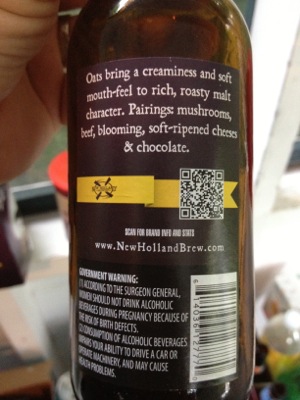 Oats bring a creaminess and soft
mouth-feel to rich, roasty malt
character. Pairings: mushrooms,
beef, blooming, soft-ripened cheeses
& chocolate.
SCAN FOR BRAND INFO AND STATS
www.NewHollandBrew.com
GOVERNMENT WARNING:
(1) ACCORDING TO THE SURGEON GENERAL,
WOMEN SHOULD NOT DRINK ALCOHOLIC
BEVERAGES DURING PREGNANCY BECAUSE OF
THE RISK OF BIRTH DEFECTS.
(2) CONSUMPTION OF ALCOHOLIC BEVERAGES
IMPAIRS YOUR ABILITY TO DRIVE A CAR OR
OPERATE MACHINERY, AND MAY CAUSE
HEALTH PROBLEMS.